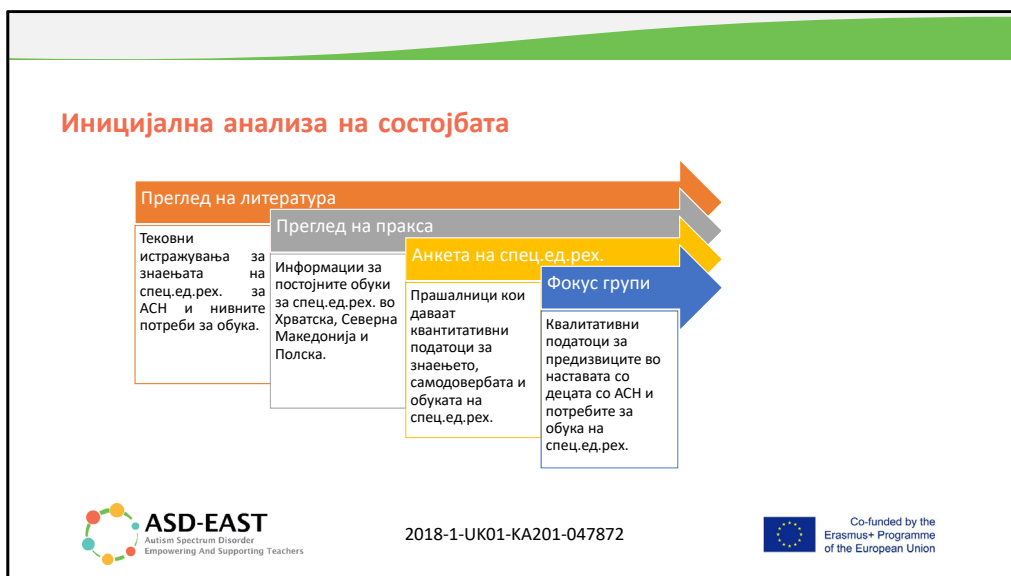 Иницијална анализа на состојбата
Преглед на литература
Тековни
истражувања за
знаењата на
спец.ед.рех. за
АСН и нивните
потреби за обука.
Преглед на пракса
Информации за
постојните обуки
за спец.ед.рех. во
Хрватска, Северна
Македонија и
Полска.
Анкета на спец.ед.рех.
Прашалници кои
даваат
квантитативни
податоци за
знаењето,
самодовербата и
обуката на
спец.ед.рех.
Фокус групи
Квалитативни
податоци за
предизвиците во
наставата со
децата со АСН и
потребите за
обука на
спец.ед.рех.
ASD-EAST
Autism Spectrum Disorder
Empowering And Supporting Teachers
2018-1-UK01-KA201-047872
Co-funded by the
Erasmus+ Programme
of the European Union